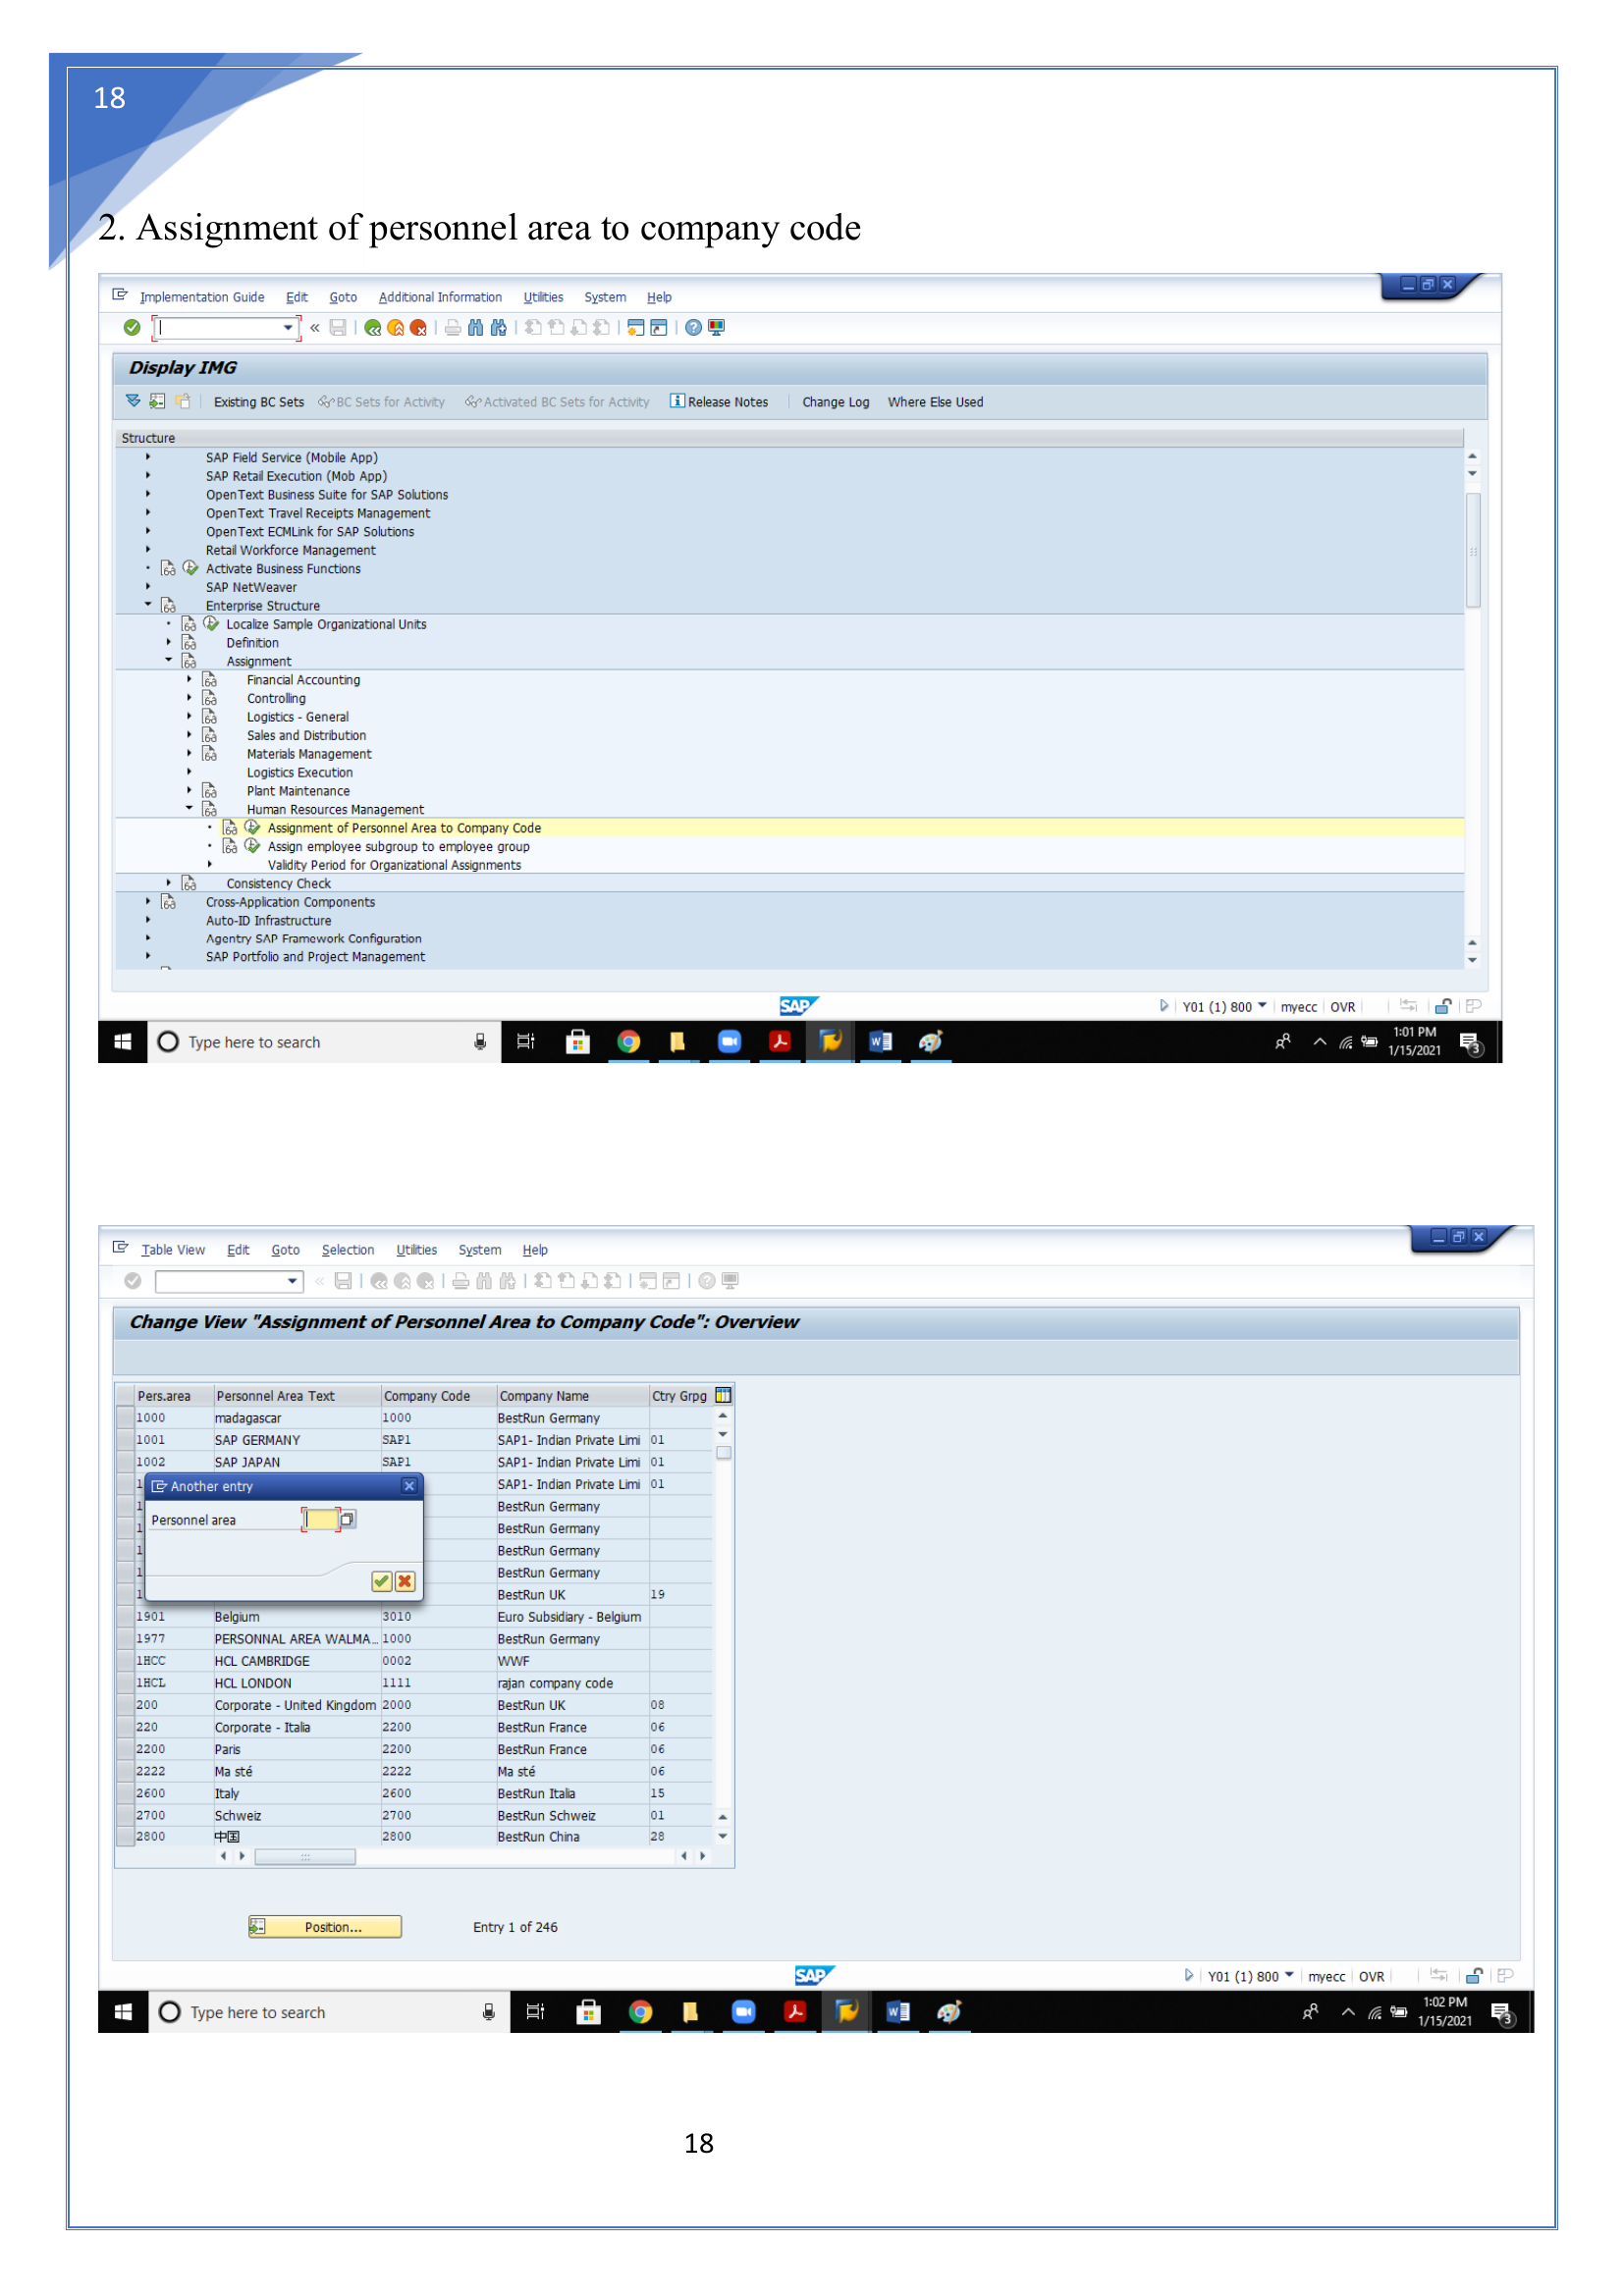 18
2. Assignment of personnel area to company code
Implementation Guide Edit Goto Additional Information Utilities System Help
Display IMG
Existing BC Sets BC Sets for Activity Activated BC Sets for Activity Release Notes Change Log Where Else Used
Structure
SAP Field Service (Mobile App)
SAP Retail Execution (Mob App)
OpenText Business Suite for SAP Solutions
OpenText Travel Receipts Management
OpenText ECMLink for SAP Solutions
Retail Workforce Management
Activate Business Functions
SAP NetWeaver
Enterprise Structure
Localize Sample Organizational Units
Definition
Assignment
Financial Accounting
Controlling
Logistics - General
Sales and Distribution
Materials Management
Logistics Execution
Plant Maintenance
Human Resources Management
Assignment of Personnel Area to Company Code
Assign employee subgroup to employee group
Validity Period for Organizational Assignments
Consistency Check
Cross-Application Components
Auto-ID Infrastructure
Agentry SAP Framework Configuration
SAP Portfolio and Project Management
SAP Y01 (1) 800 myecc OVR
Type here to search 1:01 PM
1/15/2021 3
Table View Edit Goto Selection Utilities System Help
Change View "Assignment of Personnel Area to Company Code": Overview
Pers.area Personnel Area Text Company Code Company Name Ctry Grpg
1000 madagascar 1000 BestRun Germany
1001 SAP GERMANY SAP1 SAP1- Indian Private Limi 01
1002 SAP JAPAN SAP1 SAP1- Indian Private Limi 01
1 Another entry SAP1- Indian Private Limi 01
1 BestRun Germany
1 Personnel area BestRun Germany
1 BestRun Germany
1 BestRun Germany
1 BestRun UK 19
1901 Belgium 3010 Euro Subsidiary - Belgium
1977 PERSONNAL AREA WALMA... 1000 BestRun Germany
1HCC HCL CAMBRIDGE 0002 WWF
1HCL HCL LONDON 1111 rajan company code
200 Corporate - United Kingdom 2000 BestRun UK 08
220 Corporate - Italia 2200 BestRun France 06
2200 Paris 2200 BestRun France 06
2222 Ma sté 2222 Ma sté 06
2600 Italy 2600 BestRun Italia 15
2700 Schweiz 2700 BestRun Schweiz 01
2800 中国 2800 BestRun China 28
Position... Entry 1 of 246
SAP Y01 (1) 800 myecc OVR
Type here to search 1:02 PM
1/15/2021 3
18